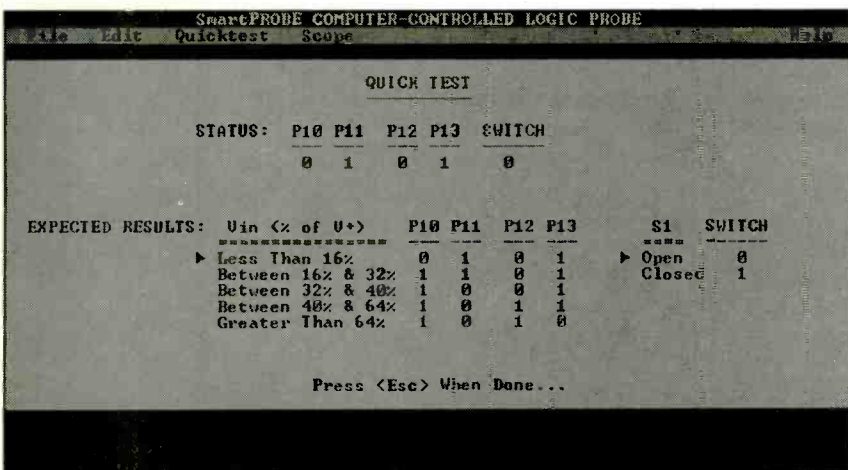 SmartPROBE COMPUTER-CONTROLLED LOGIC PROBE
File Edit Quicktest Scope Help
QUICK TEST
STATUS: P10 P11 P12 P13 SWITCH
0 1 0 1 0
EXPECTED RESULTS: Vin (% of V+) P10 P11 P12 P13 S1 SWITCH
► Less Than 16% 0 1 0 1 ► Open 0
Between 16% & 32% 1 1 0 1 Closed 1
Between 32% & 40% 1 0 0 1
Between 40% & 64% 1 0 1 1
Greater Than 64% 1 0 1 0
Press <Esc> When Done...